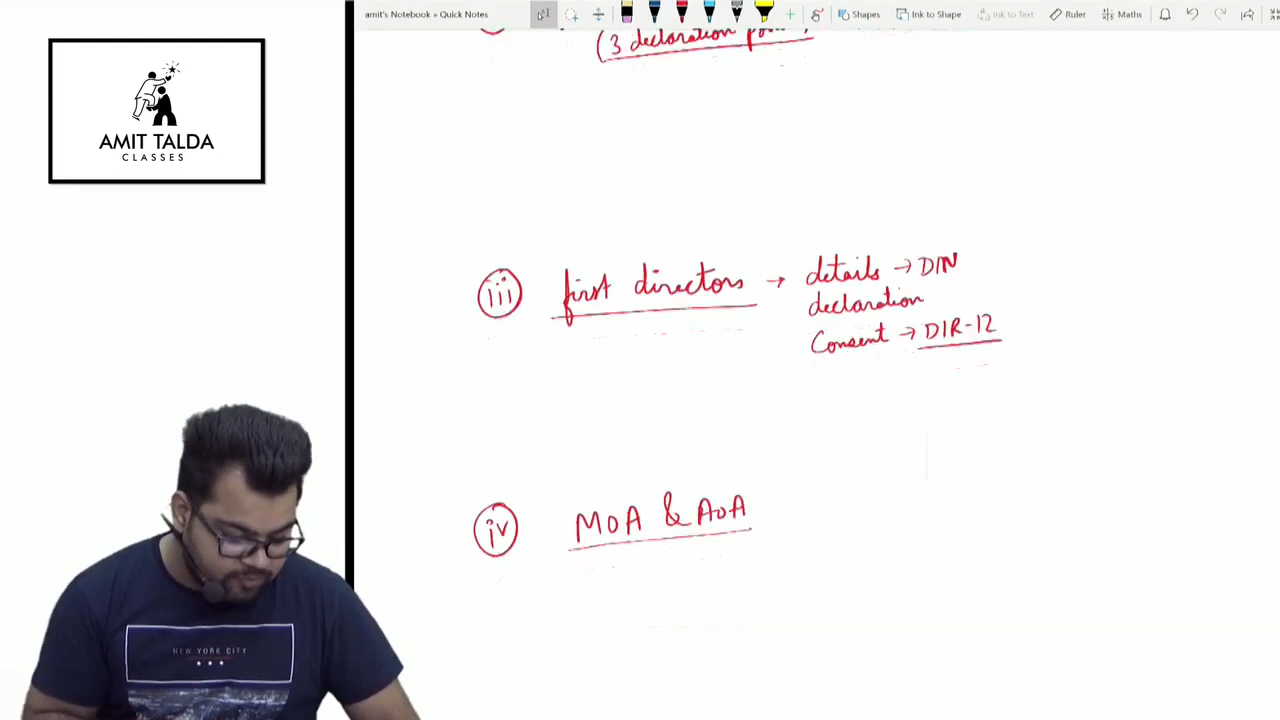 amit's Notebook » Quick Notes
Shapes
Ink to Shape
Ink to Text
Ruler
Maths
AMIT TALDA
CLASSES
(3 declaration
iii first directors → details → DIN
declaration
Consent → DIR-12
iv MOA & AOA
NEW YORK CITY